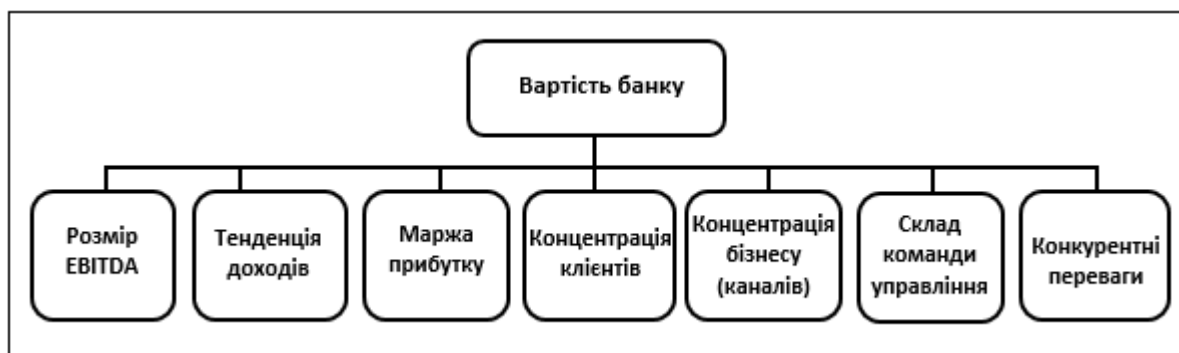 Вартість банку
Розмір
EBITDA
Тенденція
доходів
Маржа
прибутку
Концентрація
клієнтів
Концентрація
бізнесу
(каналів)
Склад
команди
управління
Конкурентні
переваги